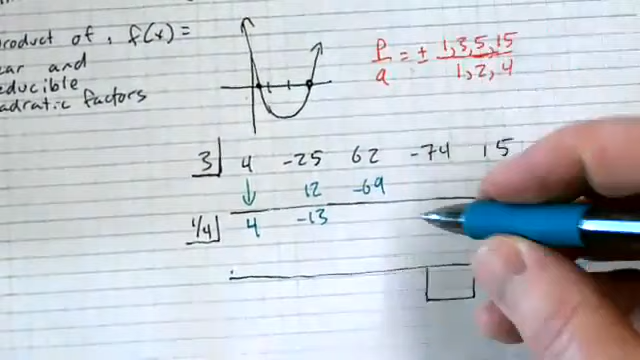 roduct of , f(x) =
ear and
educible
adratic factors
P/q = ± 1,3,5,15 / 1,2,4
3 4 -25 62 -74 15
12 -69
1/4 4 -13